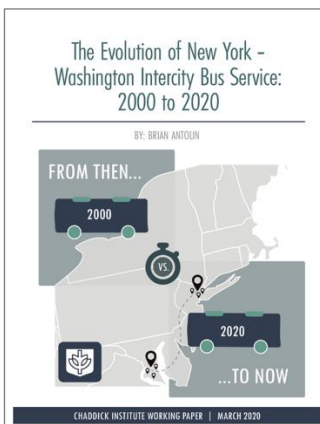 The Evolution of New York -
Washington Intercity Bus Service:
2000 to 2020
BY: BRIAN ANTOLIN
FROM THEN...
2000
VS.
2020
...TO NOW
CHADDICK INSTITUTE WORKING PAPER | MARCH 2020